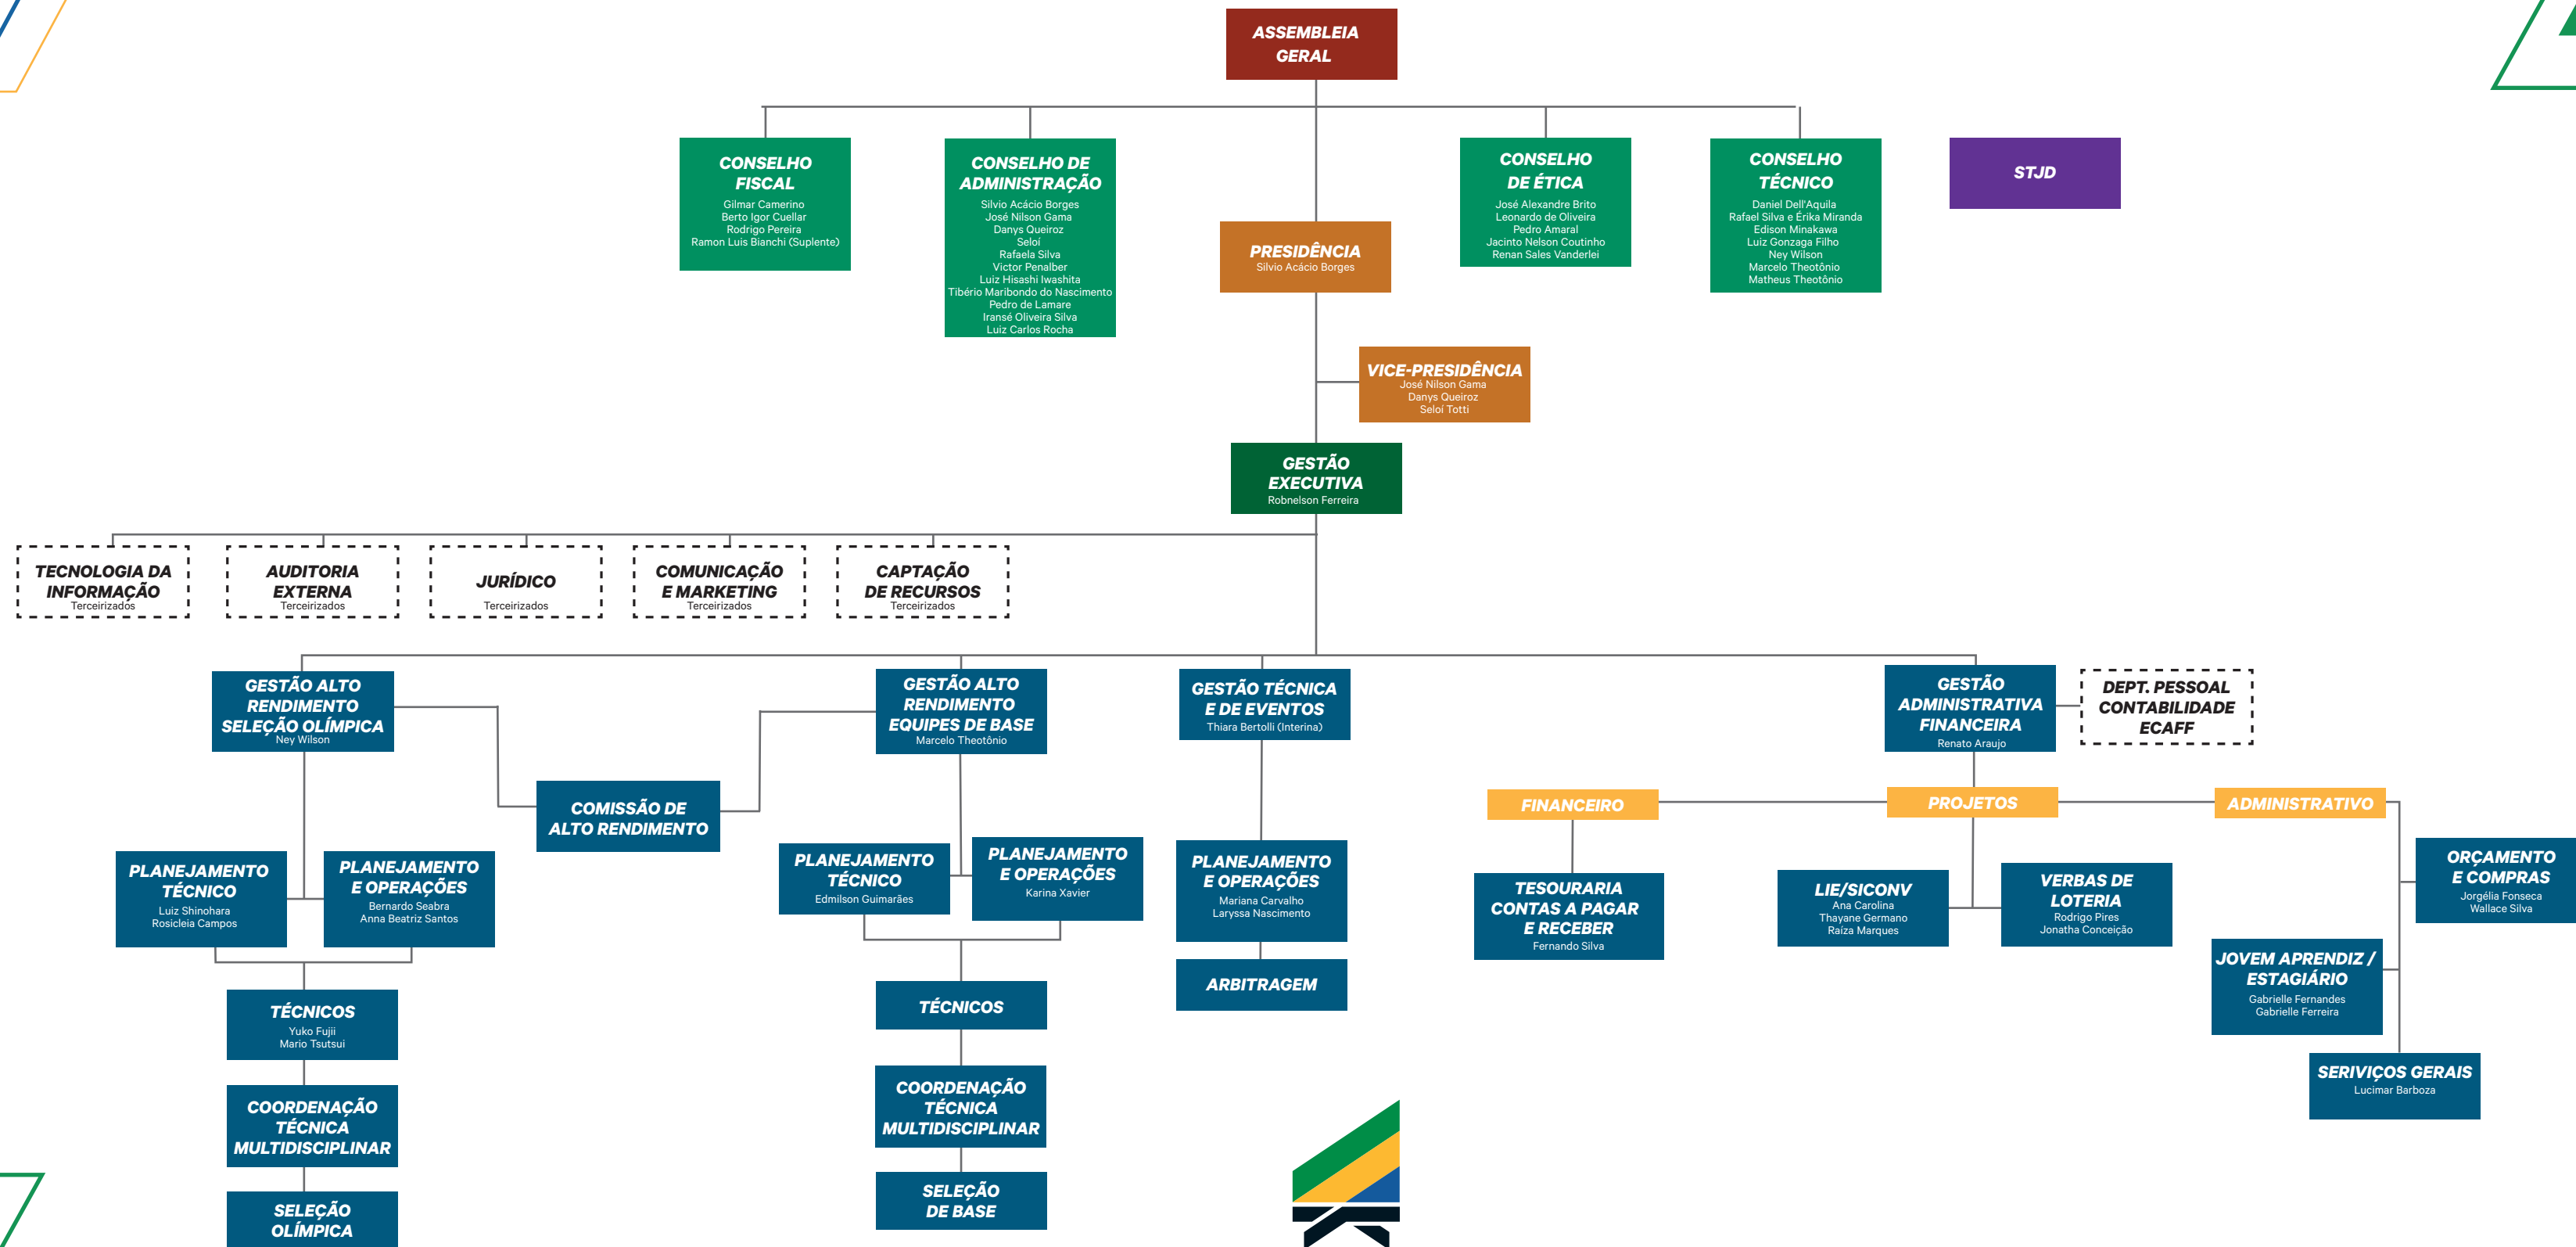 ASSEMBLEIA
GERAL
CONSELHO
FISCAL
Gilmar Camerino
Berto Igor Cuellar
Rodrigo Pereira
Ramon Luis Bianchi (Suplente)
CONSELHO DE
ADMINISTRAÇÃO
Silvio Acácio Borges
José Nilson Gama
Danys Queiroz
Seloí
Rafaela Silva
Victor Penalber
Luiz Hisashi Iwashita
Tibério Maribondo do Nascimento
Pedro de Lamare
Iransé Oliveira Silva
Luiz Carlos Rocha
PRESIDÊNCIA
Silvio Acácio Borges
CONSELHO
DE ÉTICA
José Alexandre Brito
Leonardo de Oliveira
Pedro Amaral
Jacinto Nelson Coutinho
Renan Sales Vanderlei
CONSELHO
TÉCNICO
Daniel Dell'Aquila
Rafael Silva e Érika Miranda
Edison Minakawa
Luiz Gonzaga Filho
Ney Wilson
Marcelo Theotônio
Matheus Theotônio
STJD
VICE-PRESIDÊNCIA
José Nilson Gama
Danys Queiroz
Seloí Totti
GESTÃO
EXECUTIVA
Robnelson Ferreira
TECNOLOGIA DA
INFORMAÇÃO
Terceirizados
AUDITORIA
EXTERNA
Terceirizados
JURÍDICO
Terceirizados
COMUNICAÇÃO
E MARKETING
Terceirizados
CAPTAÇÃO
DE RECURSOS
Terceirizados
GESTÃO ALTO
RENDIMENTO
SELEÇÃO OLÍMPICA
Ney Wilson
GESTÃO ALTO
RENDIMENTO
EQUIPES DE BASE
Marcelo Theotônio
GESTÃO TÉCNICA
E DE EVENTOS
Thiara Bertolli (Interina)
GESTÃO
ADMINISTRATIVA
FINANCEIRA
Renato Araujo
DEPT. PESSOAL
CONTABILIDADE
ECAFF
COMISSÃO DE
ALTO RENDIMENTO
FINANCEIRO
PROJETOS
ADMINISTRATIVO
PLANEJAMENTO
TÉCNICO
Luiz Shinohara
Rosicleia Campos
PLANEJAMENTO
E OPERAÇÕES
Bernardo Seabra
Anna Beatriz Santos
PLANEJAMENTO
TÉCNICO
Edmilson Guimarães
PLANEJAMENTO
E OPERAÇÕES
Karina Xavier
PLANEJAMENTO
E OPERAÇÕES
Mariana Carvalho
Laryssa Nascimento
TESOURARIA
CONTAS A PAGAR
E RECEBER
Fernando Silva
LIE/SICONV
Ana Carolina
Thayane Germano
Raíza Marques
VERBAS DE
LOTERIA
Rodrigo Pires
Jonatha Conceição
ORÇAMENTO
E COMPRAS
Jorgélia Fonseca
Wallace Silva
JOVEM APRENDIZ /
ESTAGIÁRIO
Gabrielle Fernandes
Gabrielle Ferreira
SERIVIÇOS GERAIS
Lucimar Barboza
ARBITRAGEM
TÉCNICOS
Yuko Fujii
Mario Tsutsui
TÉCNICOS
COORDENAÇÃO
TÉCNICA
MULTIDISCIPLINAR
COORDENAÇÃO
TÉCNICA
MULTIDISCIPLINAR
SELEÇÃO
OLÍMPICA
SELEÇÃO
DE BASE